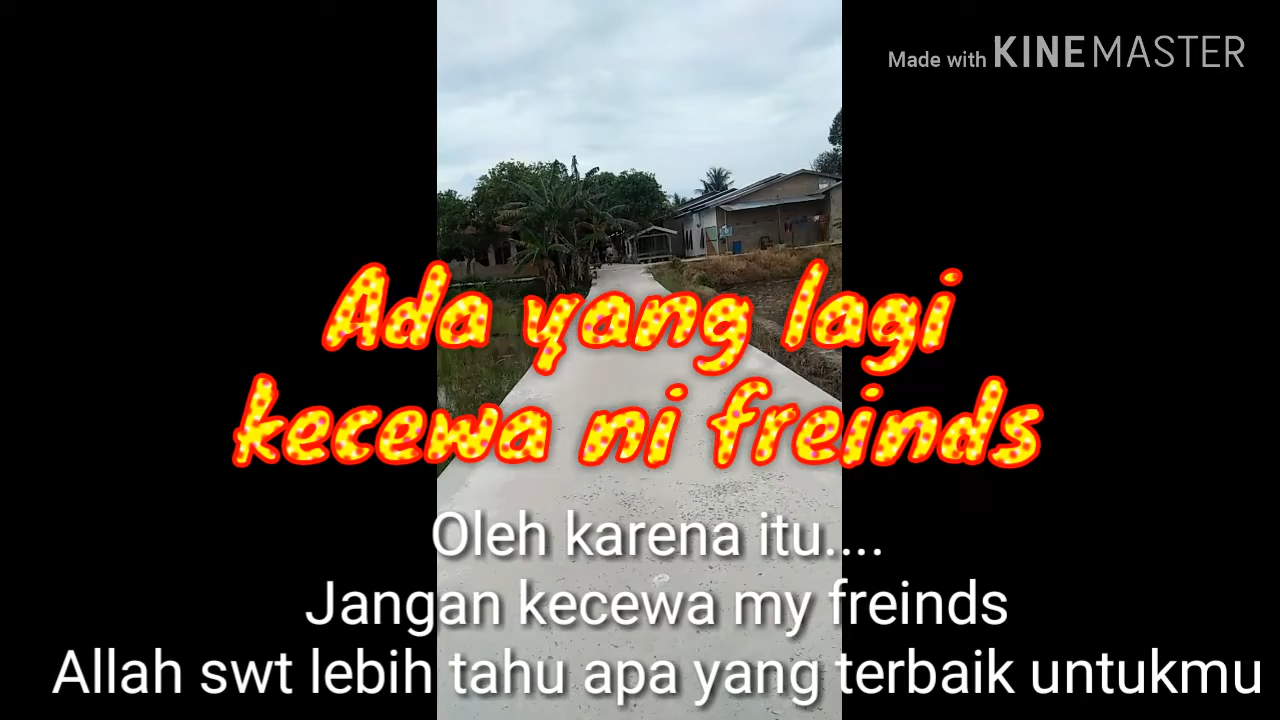 Made with KINEMASTER
Ada yang lagi
kecewa ni freinds
Oleh karena itu....
Jangan kecewa my freinds
Allah swt lebih tahu apa yang terbaik untukmu